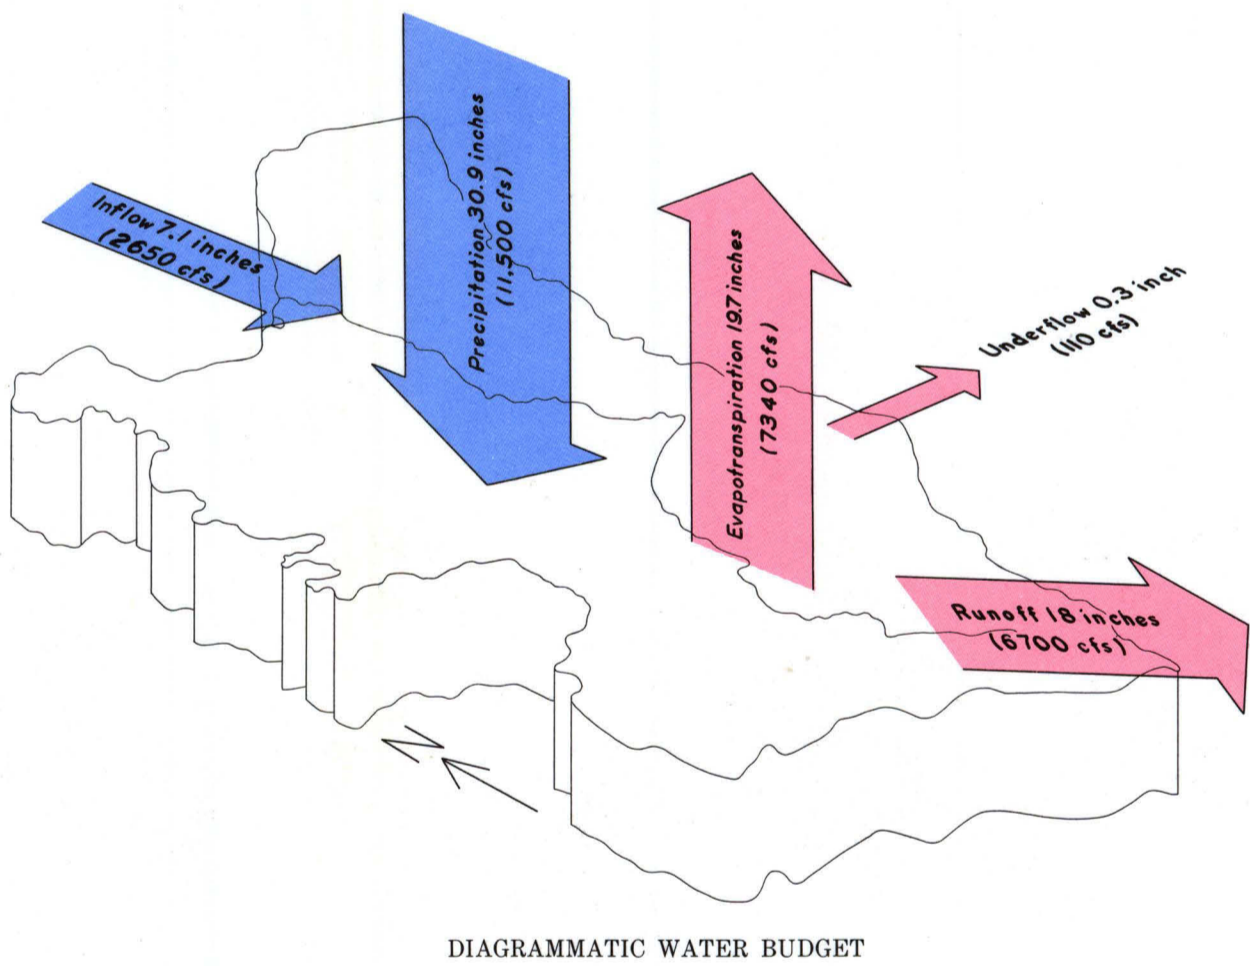 Inflow 7.1 inches
(2650 cfs)
Precipitation 30.9 inches
(11,500 cfs)
Evapotranspiration 19.7 inches
(7340 cfs)
Underflow 0.3 inch
(110 cfs)
Runoff 18 inches
(6700 cfs)
N
DIAGRAMMATIC WATER BUDGET